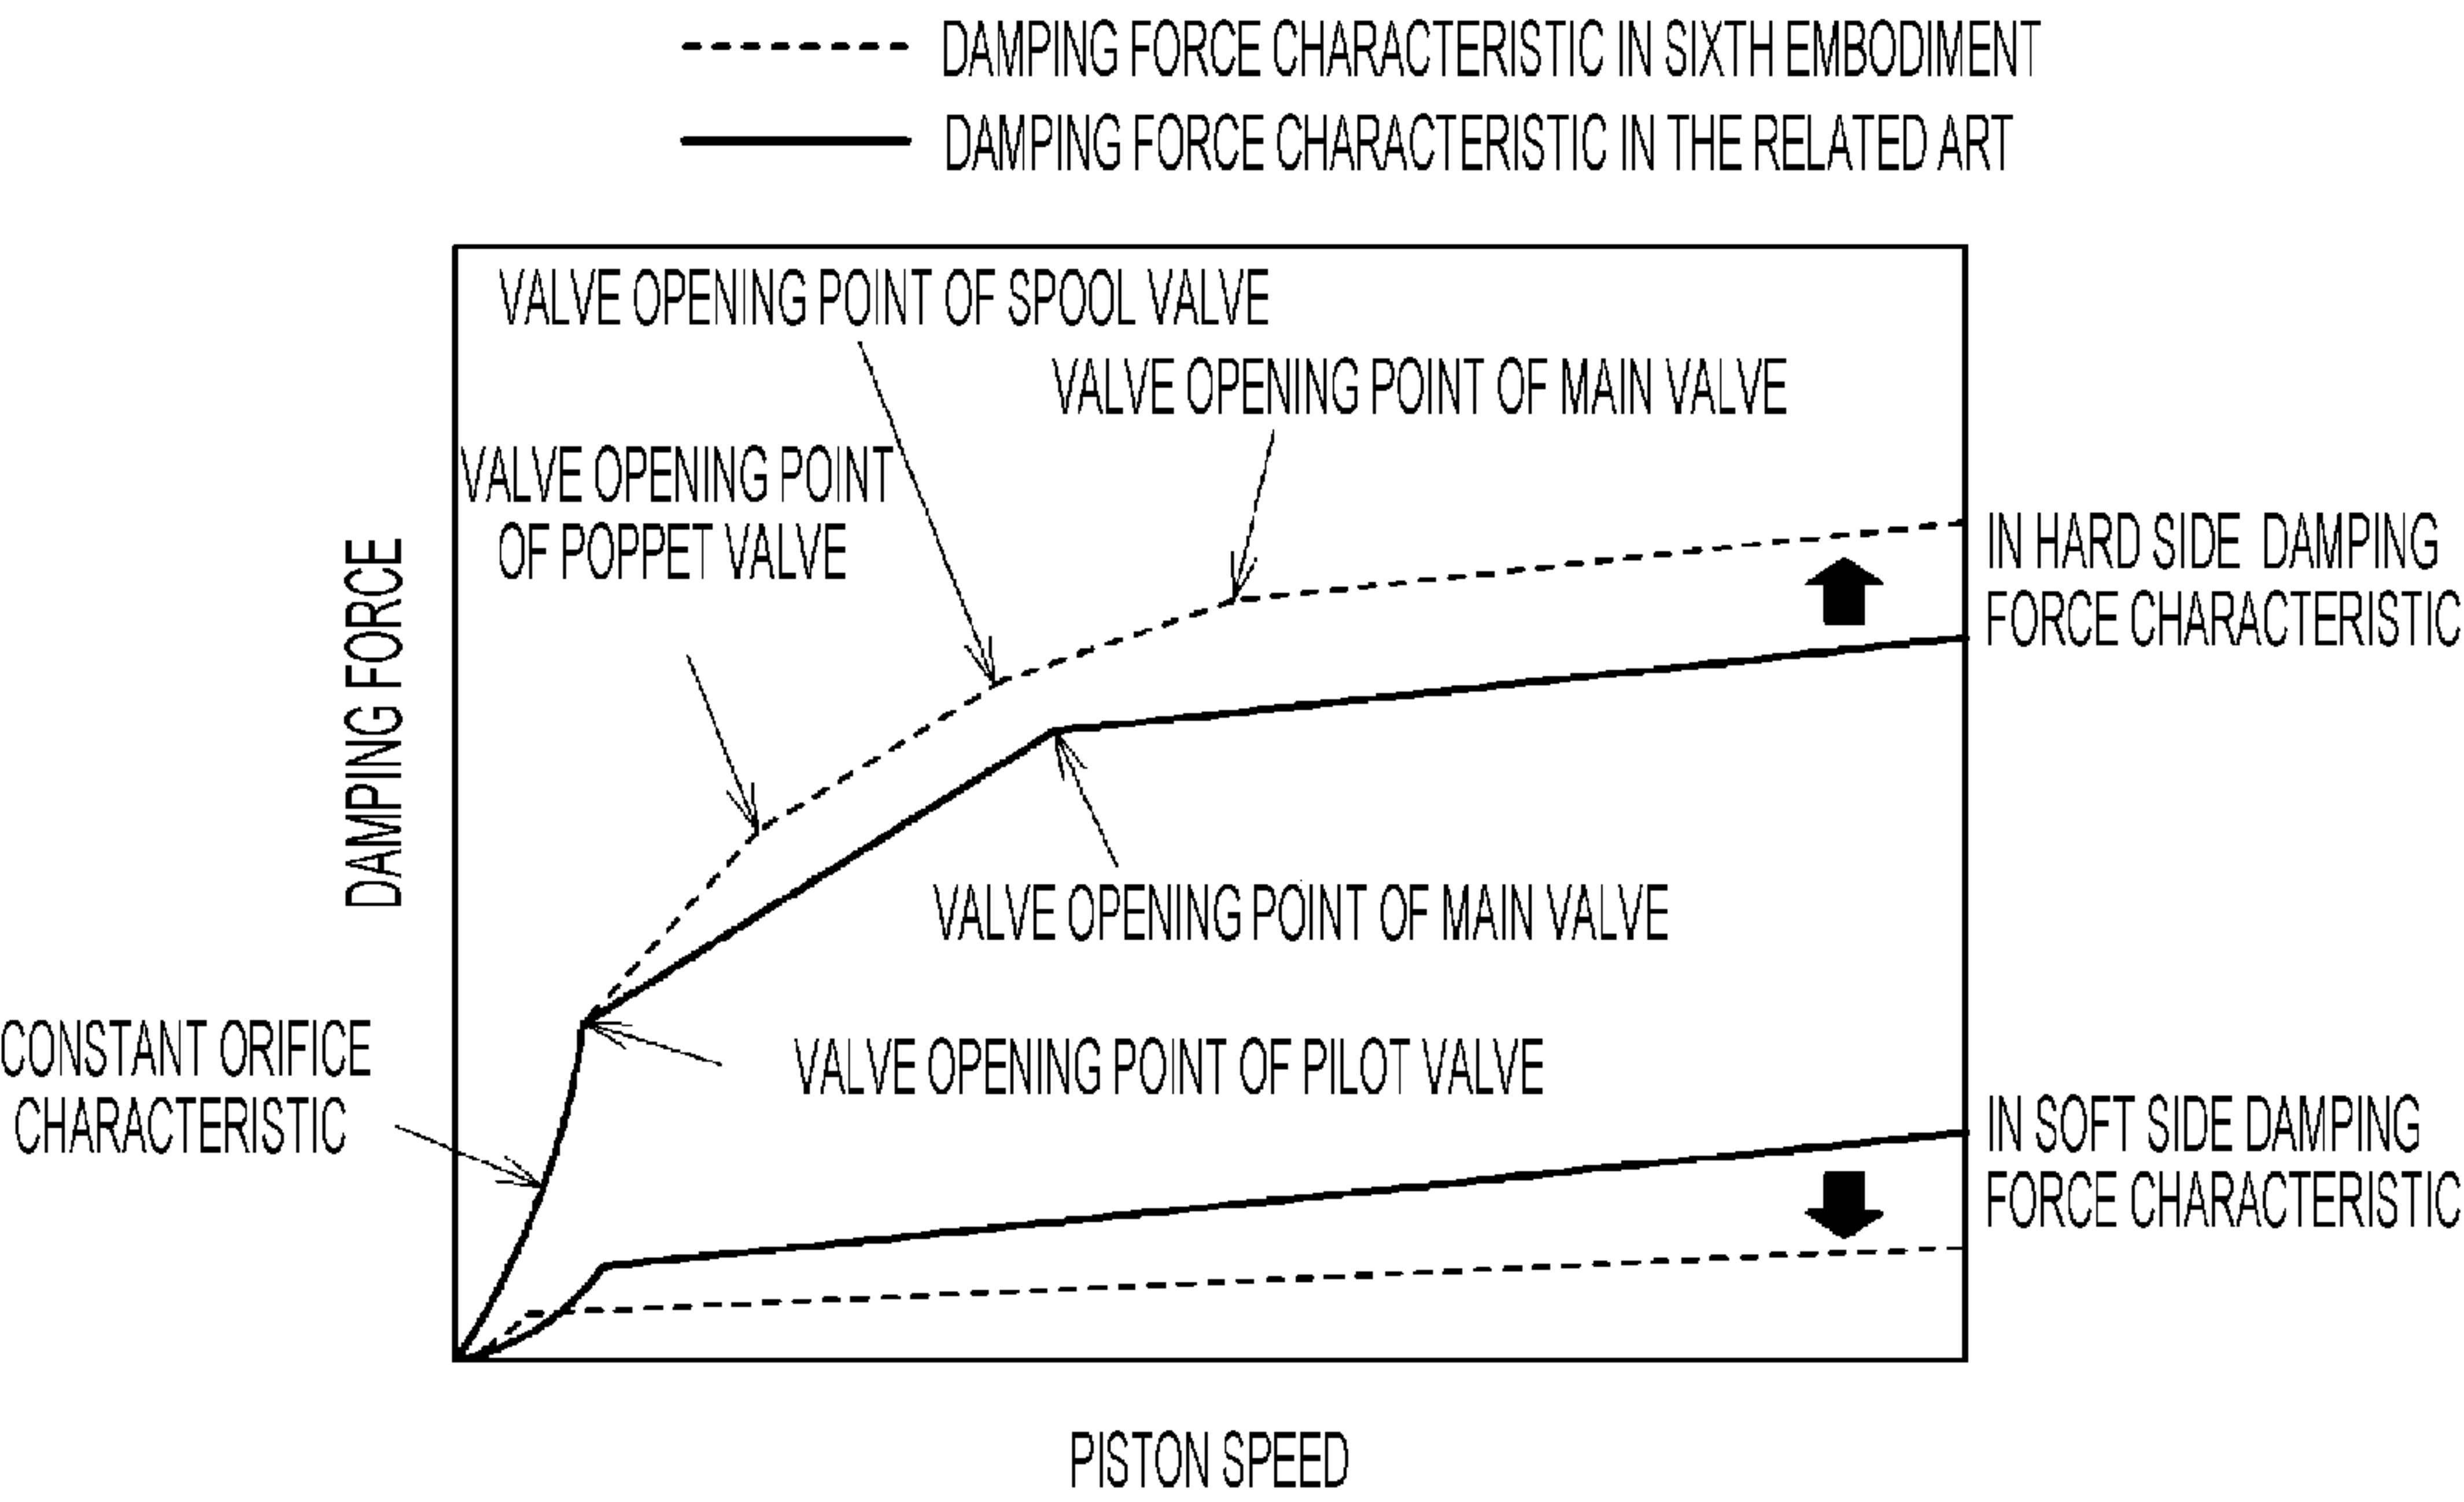 DAMPING FORCE CHARACTERISTIC IN SIXTH EMBODIMENT
DAMPING FORCE CHARACTERISTIC IN THE RELATED ART
VALVE OPENING POINT OF SPOOL VALVE
VALVE OPENING POINT OF MAIN VALVE
VALVE OPENING POINT
OF POPPET VALVE
DAMPING FORCE
IN HARD SIDE DAMPING
FORCE CHARACTERISTIC
VALVE OPENING POINT OF MAIN VALVE
CONSTANT ORIFICE
CHARACTERISTIC
VALVE OPENING POINT OF PILOT VALVE
IN SOFT SIDE DAMPING
FORCE CHARACTERISTIC
PISTON SPEED